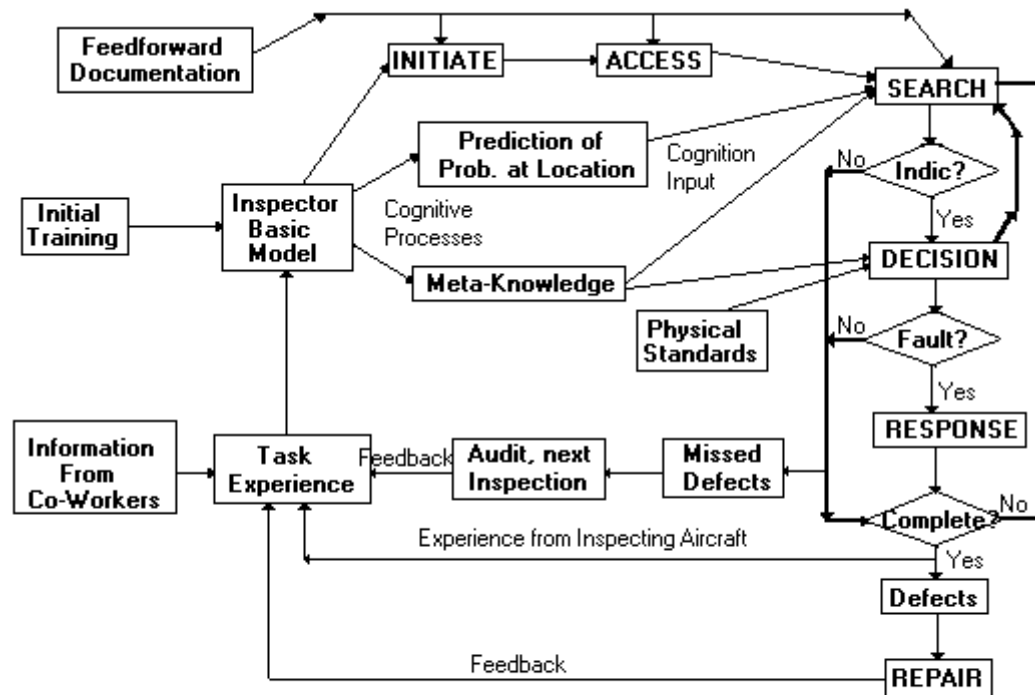 Feedforward
Documentation
INITIATE
ACCESS
SEARCH
Prediction of
Prob. at Location
Cognition
Input
No
Indic?
Yes
Initial
Training
Inspector
Basic
Model
Cognitive
Processes
Meta-Knowledge
DECISION
Physical
Standards
No
Fault?
Yes
RESPONSE
Information
From
Co-Workers
Task
Experience
Feedback
Audit, next
Inspection
Missed
Defects
Complete?
No
Experience from Inspecting Aircraft
Yes
Defects
Feedback
REPAIR